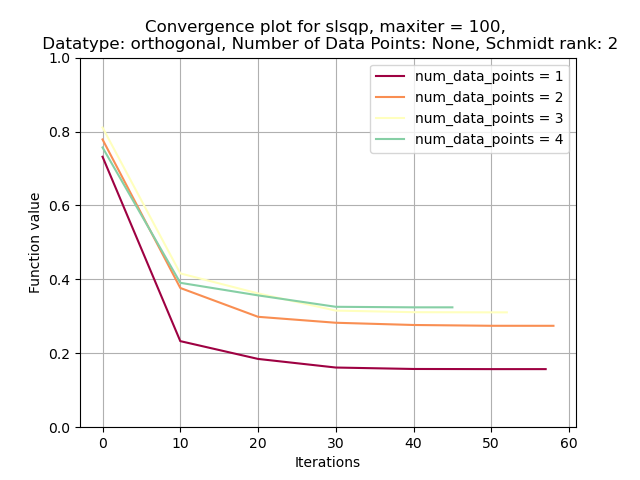 Convergence plot for slsqp, maxiter = 100,
Datatype: orthogonal, Number of Data Points: None, Schmidt rank: 2
1.0
0.8
0.6
0.4
0.2
0.0
Function value
num_data_points = 1
num_data_points = 2
num_data_points = 3
num_data_points = 4
0 10 20 30 40 50 60
Iterations